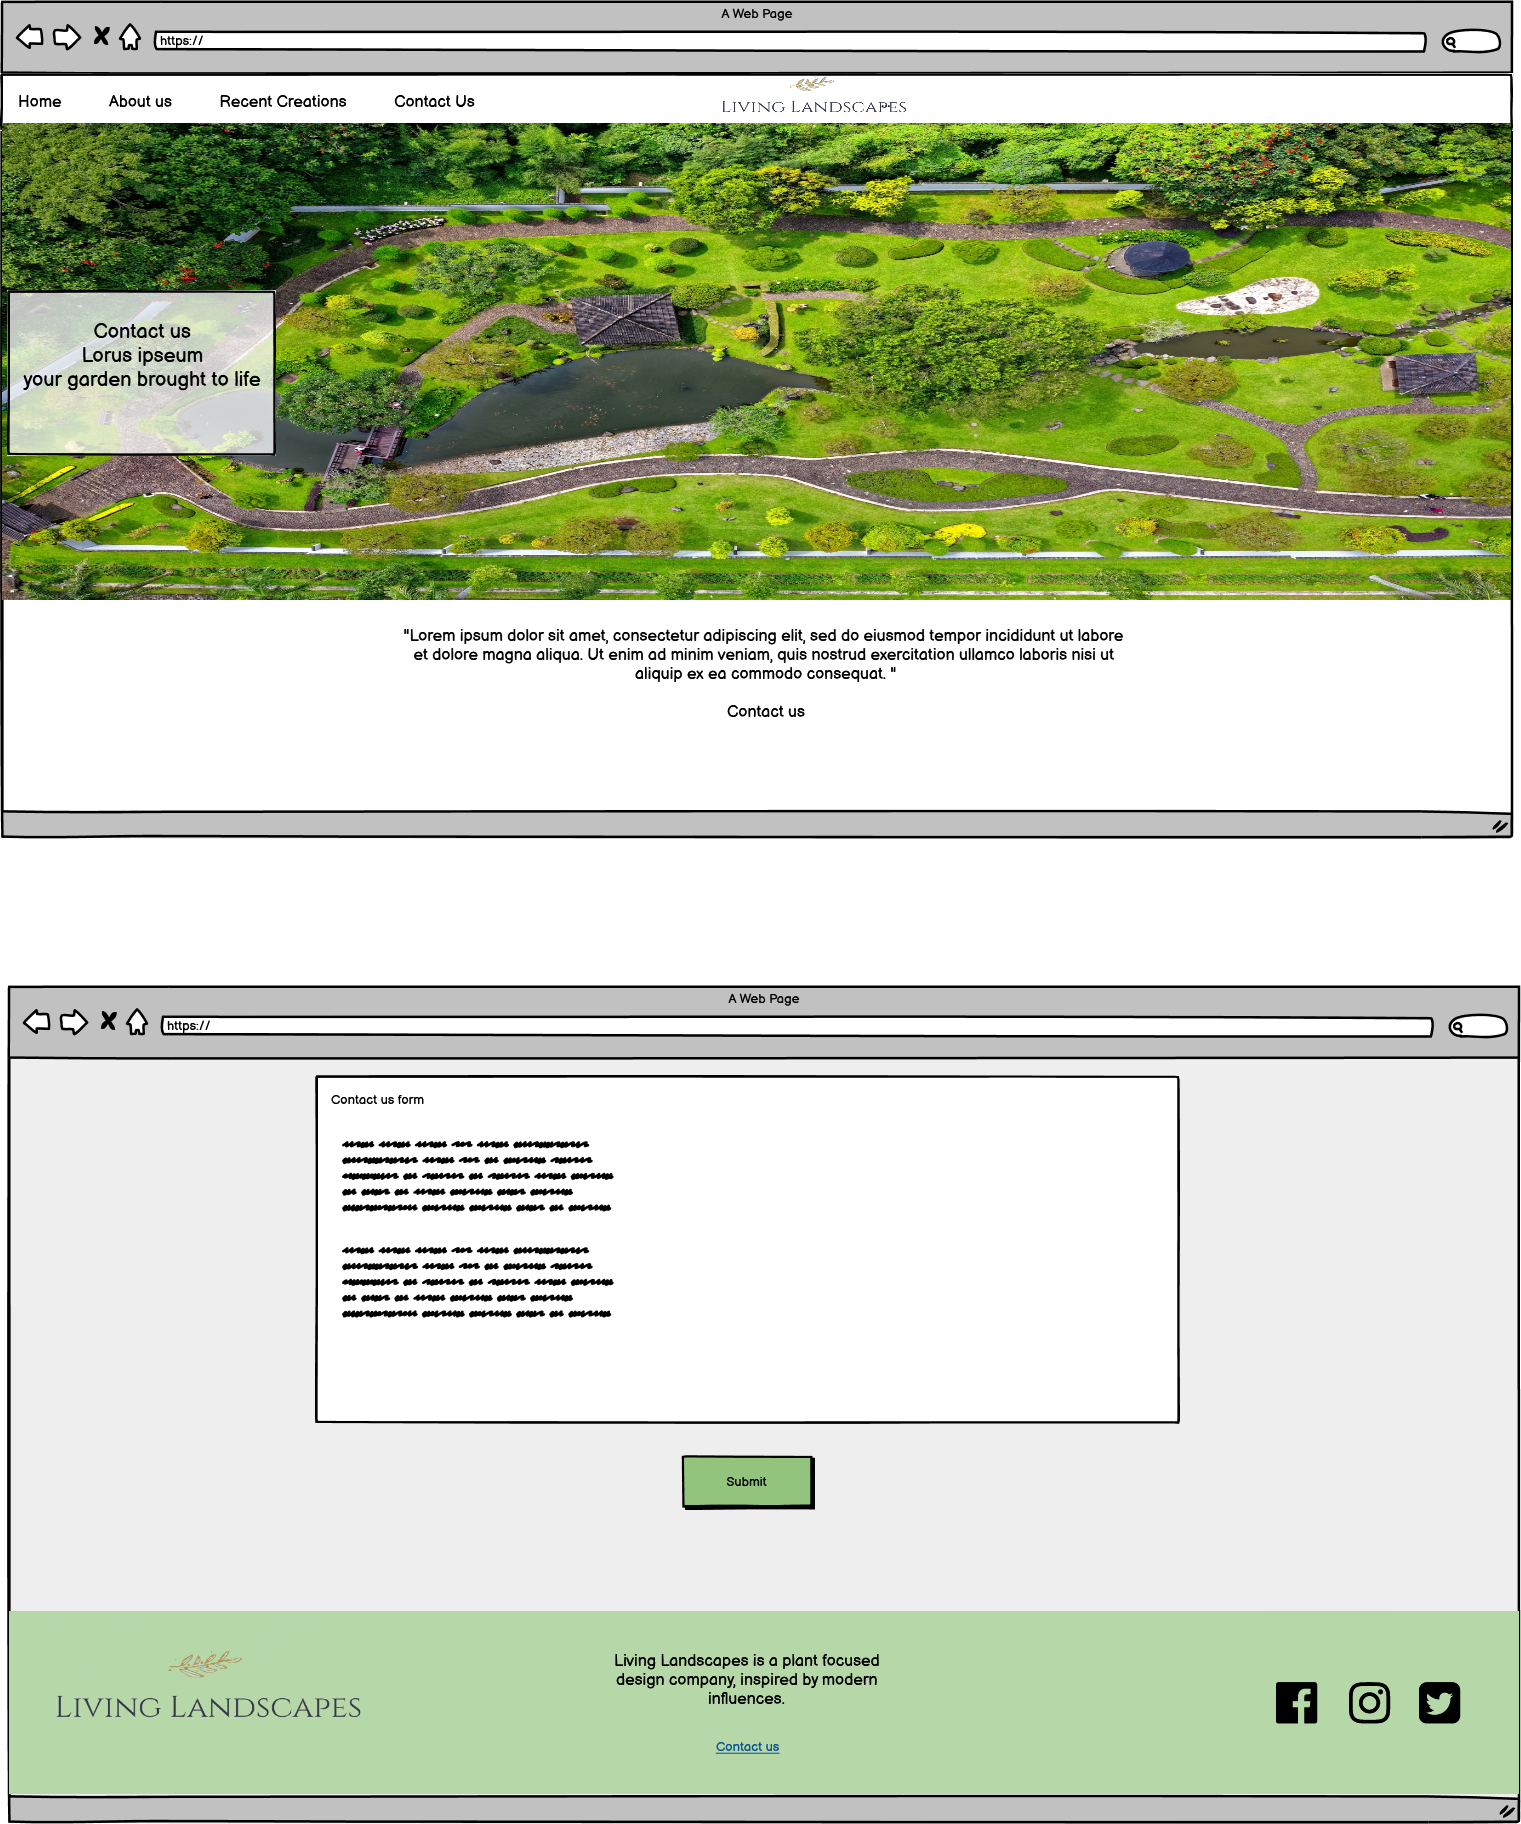 A Web Page
https://
Home About us Recent Creations Contact Us
LIVING LANDSCAPES
Contact us
Lorus ipseum
your garden brought to life
"Lorem ipsum dolor sit amet, consectetur adipiscing elit, sed do eiusmod tempor incididunt ut labore
et dolore magna aliqua. Ut enim ad minim veniam, quis nostrud exercitation ullamco laboris nisi ut
aliquip ex ea commodo consequat. "
Contact us
A Web Page
https://
Contact us form
Submit
LIVING LANDSCAPES
Living Landscapes is a plant focused
design company, inspired by modern
influences.
Contact us